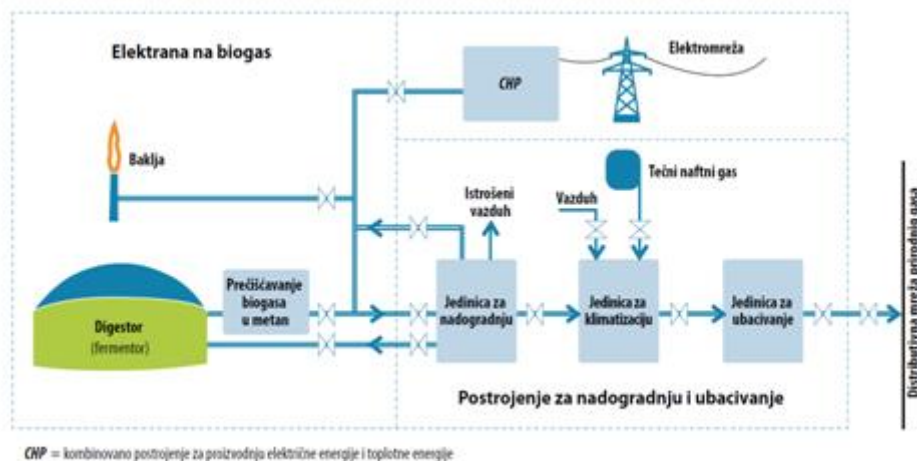 Elektrana na biogas
Baklja
Prečišćavanje
biogasa
u metan
Digestor
(fermentor)
CHP
Elektromreža
Tečni naftni gas
Istrošeni
vazduh
Vazduh
Jedinica za
nadogradnju
Jedinica za
klimatizaciju
Jedinica za
ubacivanje
Postrojenje za nadogradnju i ubacivanje
Distributivna mreža prirodnog gasa
CHP = kombinovano postrojenje za proizvodnju električne energije i toplotne energije